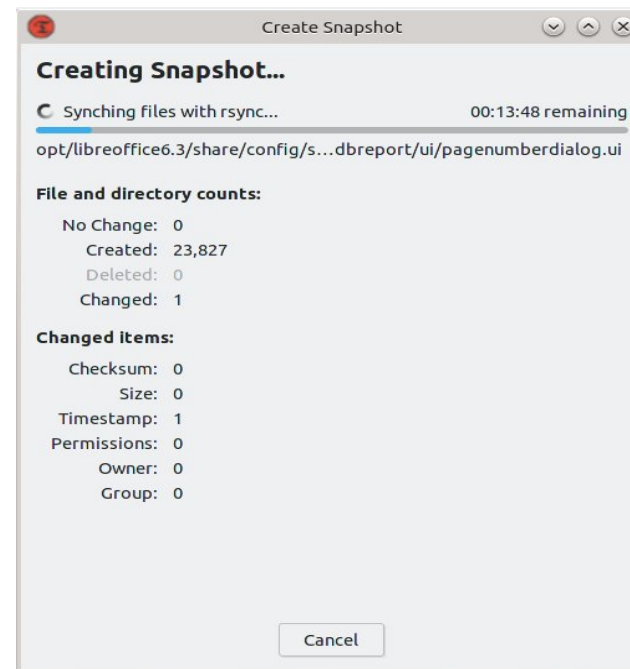 Create Snapshot
Creating Snapshot...
Synching files with rsync... 00:13:48 remaining
opt/libreoffice6.3/share/config/s...dbreport/ui/pagenumberdialog.ui
File and directory counts:
No Change: 0
Created: 23,827
Deleted: 0
Changed: 1
Changed items:
Checksum: 0
Size: 0
Timestamp: 1
Permissions: 0
Owner: 0
Group: 0
Cancel